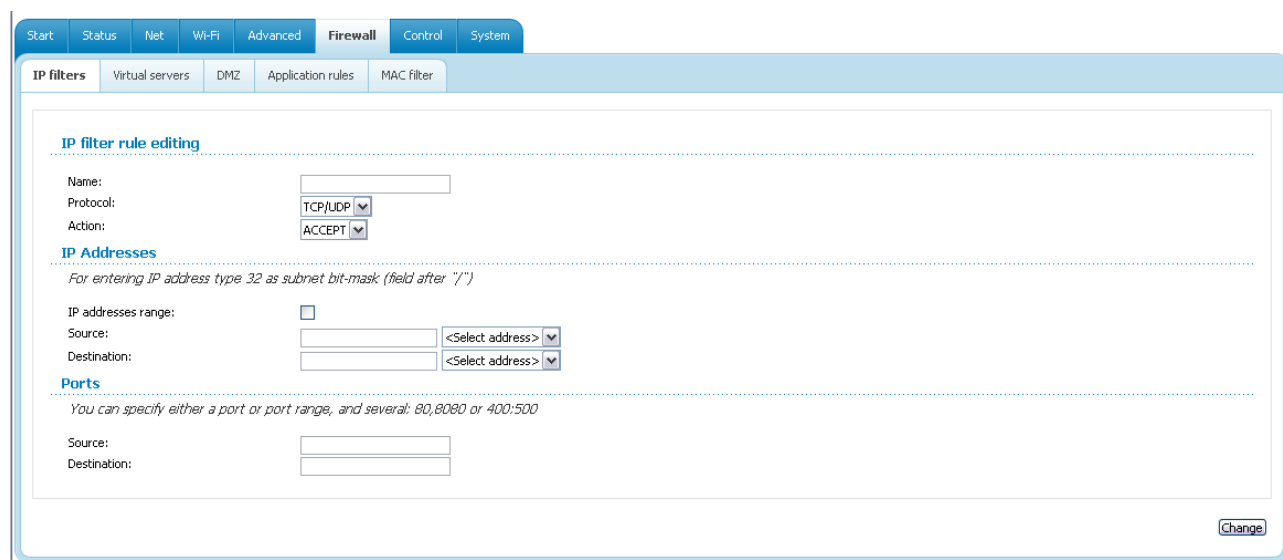 Start Status Net Wi-Fi Advanced Firewall Control System
IP filters Virtual servers DMZ Application rules MAC filter
IP filter rule editing
Name:
Protocol: TCP/UDP
Action: ACCEPT
IP Addresses
For entering IP address type 32 as subnet bit-mask (field after "/")
IP addresses range:
Source: <Select address>
Destination: <Select address>
Ports
You can specify either a port or port range, and several: 80,8080 or 400:500
Source:
Destination:
Change